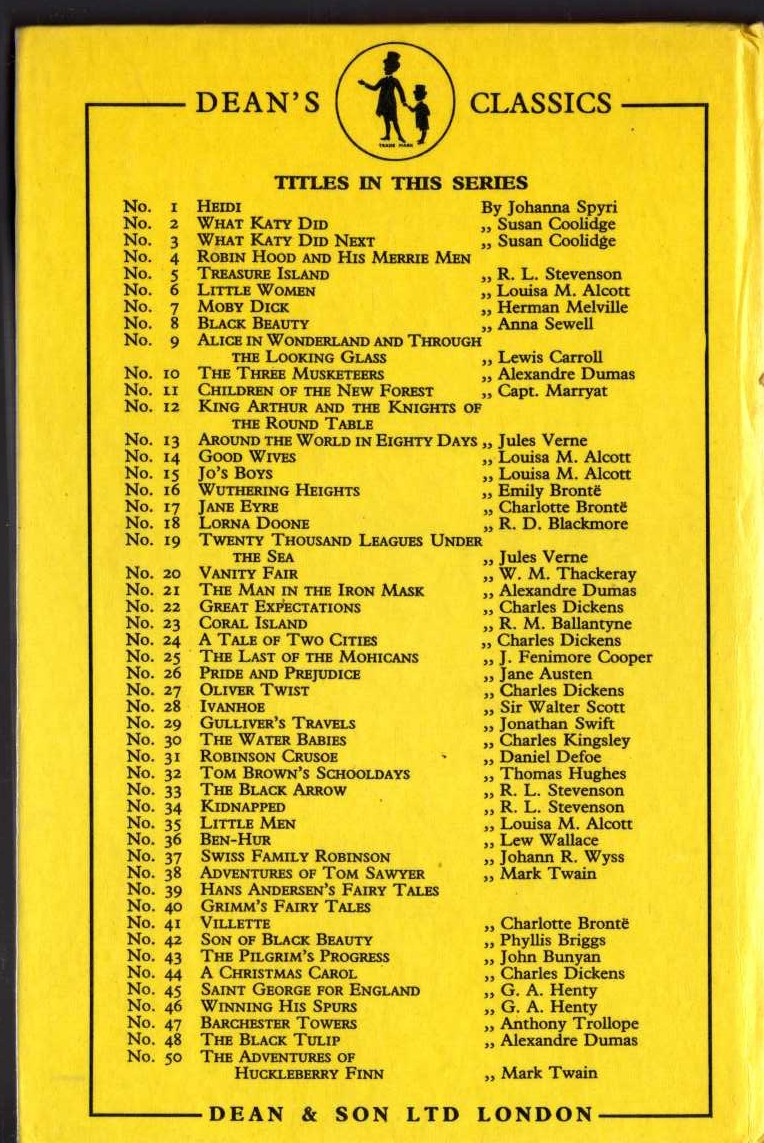 DEAN'S CLASSICS
TRADE MARK
TITLES IN THIS SERIES
No. 1 HEIDI By Johanna Spyri
No. 2 WHAT KATY DID ,, Susan Coolidge
No. 3 WHAT KATY DID NEXT ,, Susan Coolidge
No. 4 ROBIN HOOD AND HIS MERRIE MEN
No. 5 TREASURE ISLAND ,, R. L. Stevenson
No. 6 LITTLE WOMEN ,, Louisa M. Alcott
No. 7 MOBY DICK ,, Herman Melville
No. 8 BLACK BEAUTY ,, Anna Sewell
No. 9 ALICE IN WONDERLAND AND THROUGH
THE LOOKING GLASS ,, Lewis Carroll
No. 10 THE THREE MUSKETEERS ,, Alexandre Dumas
No. 11 CHILDREN OF THE NEW FOREST ,, Capt. Marryat
No. 12 KING ARTHUR AND THE KNIGHTS OF
THE ROUND TABLE
No. 13 AROUND THE WORLD IN EIGHTY DAYS ,, Jules Verne
No. 14 GOOD WIVES ,, Louisa M. Alcott
No. 15 JO'S BOYS ,, Louisa M. Alcott
No. 16 WUTHERING HEIGHTS ,, Emily Brontë
No. 17 JANE EYRE ,, Charlotte Brontë
No. 18 LORNA DOONE ,, R. D. Blackmore
No. 19 TWENTY THOUSAND LEAGUES UNDER
THE SEA ,, Jules Verne
No. 20 VANITY FAIR ,, W. M. Thackeray
No. 21 THE MAN IN THE IRON MASK ,, Alexandre Dumas
No. 22 GREAT EXPECTATIONS ,, Charles Dickens
No. 23 CORAL ISLAND ,, R. M. Ballantyne
No. 24 A TALE OF TWO CITIES ,, Charles Dickens
No. 25 THE LAST OF THE MOHICANS ,, J. Fenimore Cooper
No. 26 PRIDE AND PREJUDICE ,, Jane Austen
No. 27 OLIVER TWIST ,, Charles Dickens
No. 28 IVANHOE ,, Sir Walter Scott
No. 29 GULLIVER'S TRAVELS ,, Jonathan Swift
No. 30 THE WATER BABIES ,, Charles Kingsley
No. 31 ROBINSON CRUSOE ,, Daniel Defoe
No. 32 TOM BROWN'S SCHOOLDAYS ,, Thomas Hughes
No. 33 THE BLACK ARROW ,, R. L. Stevenson
No. 34 KIDNAPPED ,, R. L. Stevenson
No. 35 LITTLE MEN ,, Louisa M. Alcott
No. 36 BEN-HUR ,, Lew Wallace
No. 37 SWISS FAMILY ROBINSON ,, Johann R. Wyss
No. 38 ADVENTURES OF TOM SAWYER ,, Mark Twain
No. 39 HANS ANDERSEN'S FAIRY TALES
No. 40 GRIMM'S FAIRY TALES
No. 41 VILLETTE ,, Charlotte Brontë
No. 42 SON OF BLACK BEAUTY ,, Phyllis Briggs
No. 43 THE PILGRIM'S PROGRESS ,, John Bunyan
No. 44 A CHRISTMAS CAROL ,, Charles Dickens
No. 45 SAINT GEORGE FOR ENGLAND ,, G. A. Henty
No. 46 WINNING HIS SPURS ,, G. A. Henty
No. 47 BARCHESTER TOWERS ,, Anthony Trollope
No. 48 THE BLACK TULIP ,, Alexandre Dumas
No. 50 THE ADVENTURES OF
HUCKLEBERRY FINN ,, Mark Twain
DEAN & SON LTD LONDON